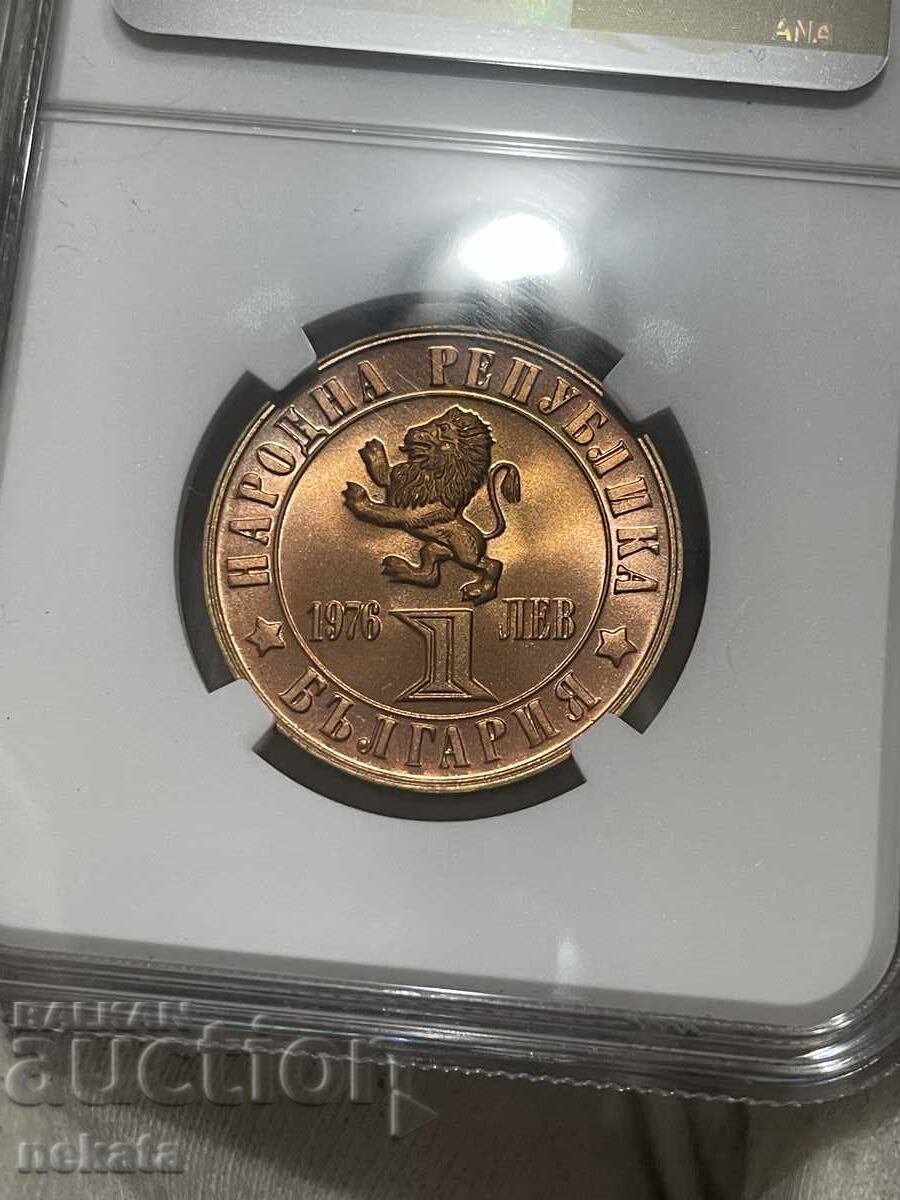 ANA
НАРОДНА РЕПУБЛИКА
1976 ЛЕВ
1
БЪЛГАРИЯ
BALKAN
auction
nekata